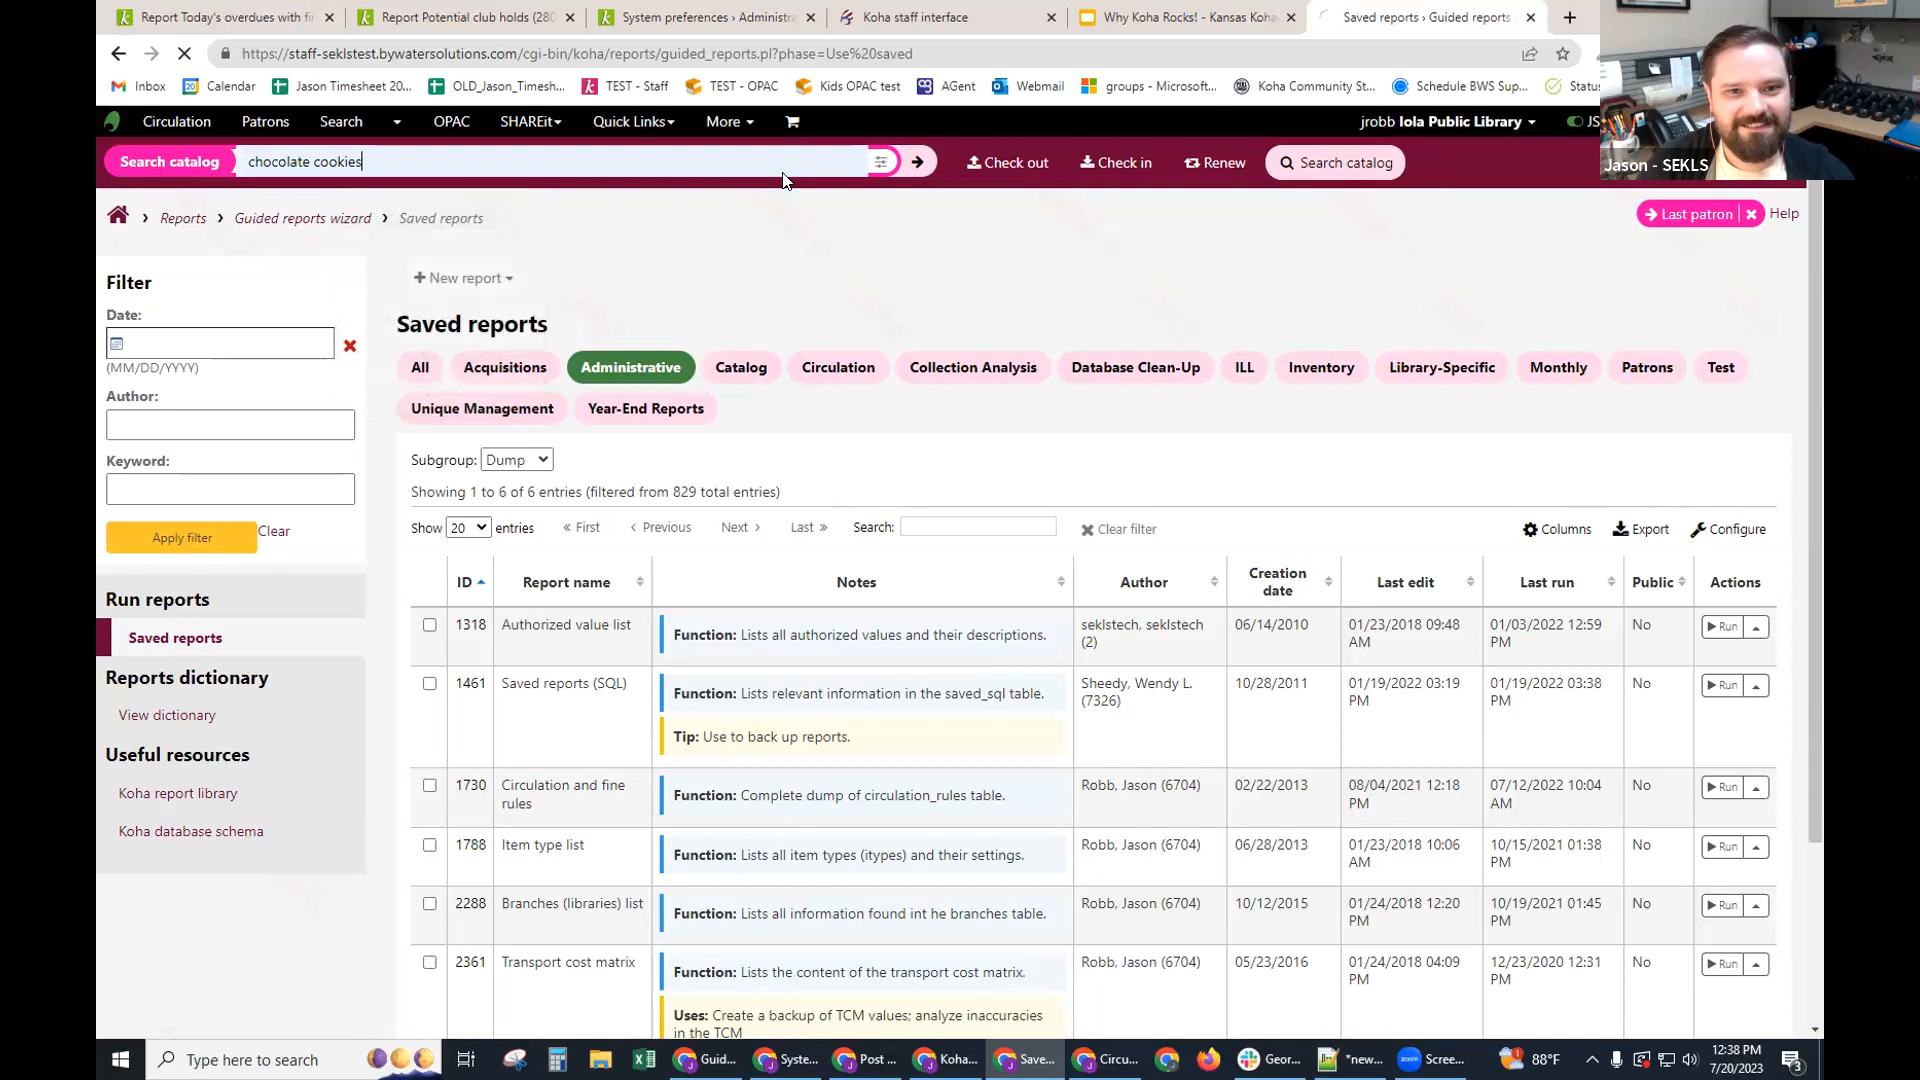 Report Today's overdues with fir
Report Potential club holds (280
System preferences › Administra
Koha staff interface
Why Koha Rocks! - Kansas Koha
Saved reports › Guided reports
https://staff-seklstest.bywatersolutions.com/cgi-bin/koha/reports/guided_reports.pl?phase=Use%20saved
Inbox Calendar Jason Timesheet 20... OLD_Jason_Timesh... TEST - Staff TEST - OPAC Kids OPAC test AGent Webmail groups - Microsoft... Koha Community St... Schedule BWS Sup... Status
Circulation Patrons Search OPAC SHAREit Quick Links More jrobb Iola Public Library JS
Search catalog chocolate cookies Check out Check in Renew Search catalog
Jason - SEKLS
Reports Guided reports wizard Saved reports
Last patron Help
Filter
Date:
(MM/DD/YYYY)
Author:
Keyword:
Apply filter Clear
Run reports
Saved reports
Reports dictionary
View dictionary
Useful resources
Koha report library
Koha database schema
New report
Saved reports
All Acquisitions Administrative Catalog Circulation Collection Analysis Database Clean-Up ILL Inventory Library-Specific Monthly Patrons Test
Unique Management Year-End Reports
Subgroup: Dump
Showing 1 to 6 of 6 entries (filtered from 829 total entries)
Show 20 entries « First ‹ Previous Next › Last » Search: Clear filter Columns Export Configure
ID Report name Notes Author Creation date Last edit Last run Public Actions
1318 Authorized value list Function: Lists all authorized values and their descriptions. seklstech, seklstech (2) 06/14/2010 01/23/2018 09:48 AM 01/03/2022 12:59 PM No Run
1461 Saved reports (SQL) Function: Lists relevant information in the saved_sql table. Sheedy, Wendy L. (7326) 10/28/2011 01/19/2022 03:19 PM 01/19/2022 03:38 PM No Run
Tip: Use to back up reports.
1730 Circulation and fine rules Function: Complete dump of circulation_rules table. Robb, Jason (6704) 02/22/2013 08/04/2021 12:18 PM 07/12/2022 10:04 AM No Run
1788 Item type list Function: Lists all item types (itypes) and their settings. Robb, Jason (6704) 06/28/2013 01/23/2018 10:06 AM 10/15/2021 01:38 PM No Run
2288 Branches (libraries) list Function: Lists all information found int he branches table. Robb, Jason (6704) 10/12/2015 01/24/2018 12:20 PM 10/19/2021 01:45 PM No Run
2361 Transport cost matrix Function: Lists the content of the transport cost matrix. Robb, Jason (6704) 05/23/2016 01/24/2018 04:09 PM 12/23/2020 12:31 PM No Run
Uses: Create a backup of TCM values; analyze inaccuracies
in the TCM
Type here to search Guid... Syste... Post ... Koha... Save... Circu... Geor... *new... Scree... 88°F 12:38 PM
7/20/2023 3